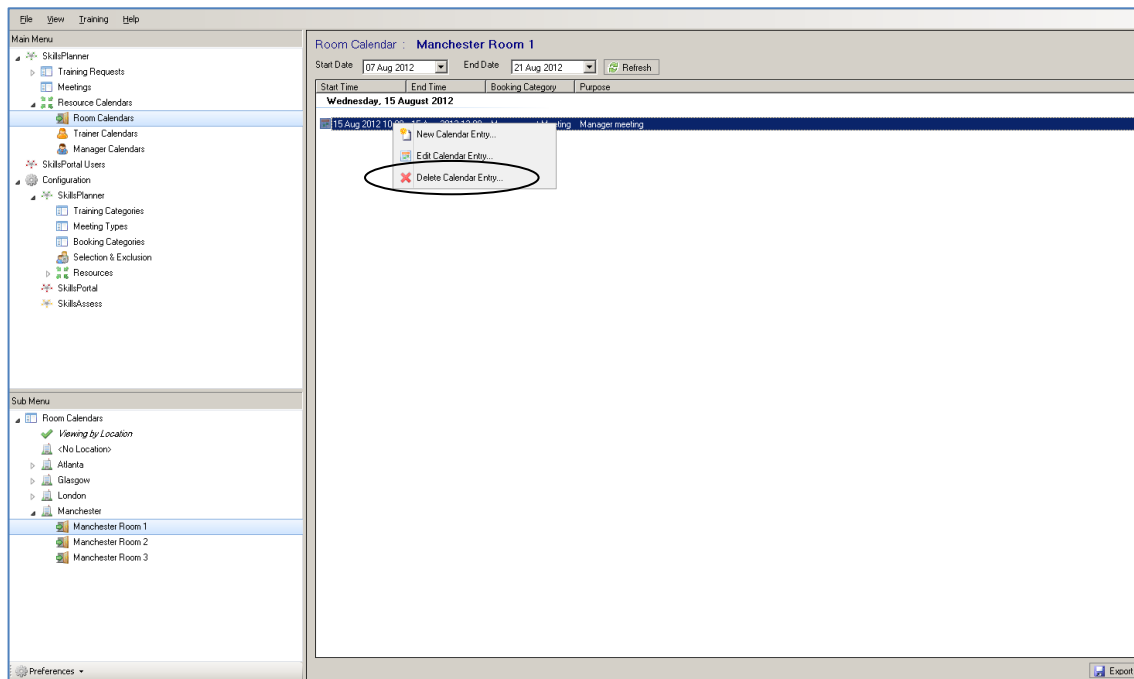 File View Training Help
Main Menu
SkillsPlanner
Training Requests
Meetings
Resource Calendars
Room Calendars
Trainer Calendars
Manager Calendars
SkillsPortal Users
Configuration
SkillsPlanner
Training Categories
Meeting Types
Booking Categories
Selection & Exclusion
Resources
SkillsPortal
SkillsAssess
Sub Menu
Room Calendars
Viewing by Location
<No Location>
Atlanta
Glasgow
London
Manchester
Manchester Room 1
Manchester Room 2
Manchester Room 3
Preferences
Room Calendar : Manchester Room 1
Start Date 07 Aug 2012 End Date 21 Aug 2012 Refresh
Start Time End Time Booking Category Purpose
Wednesday, 15 August 2012
15 Aug 2012 Manager meeting
New Calendar Entry...
Edit Calendar Entry...
Delete Calendar Entry...
Export